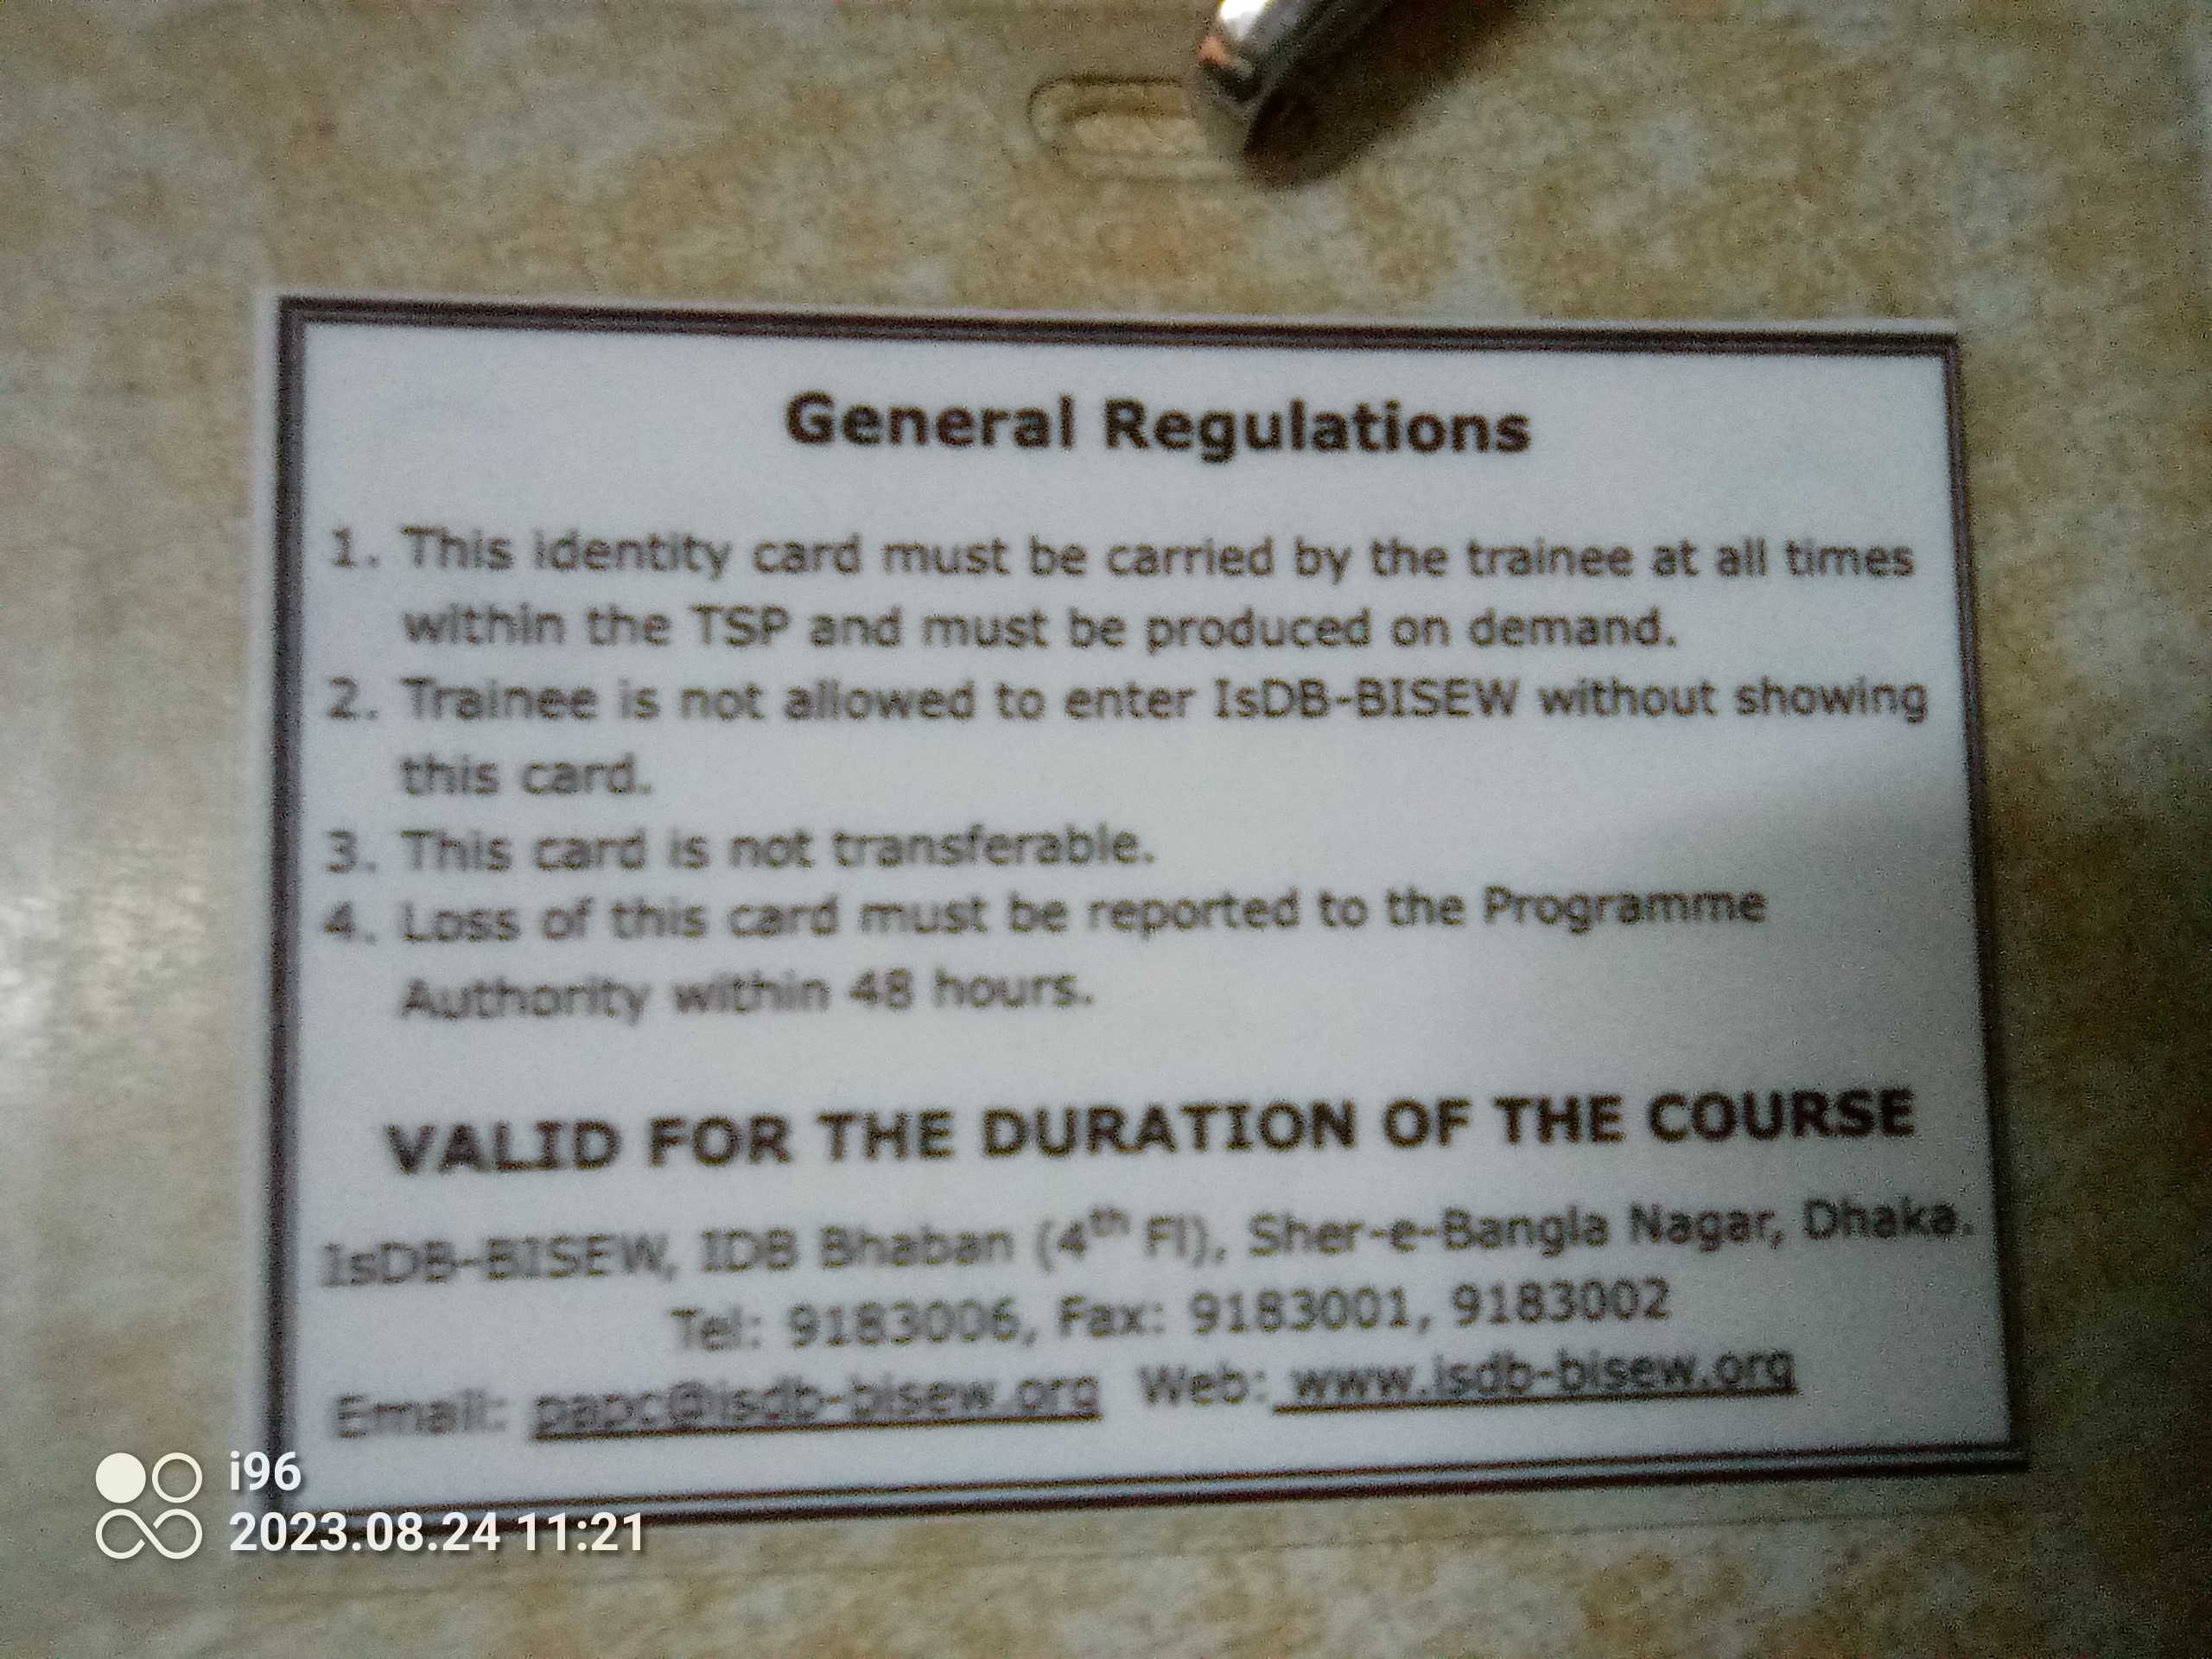 General Regulations
1. This identity card must be carried by the trainee at all times
within the TSP and must be produced on demand.
2. Trainee is not allowed to enter IsDB-BISEW without showing
this card.
3. This card is not transferable.
4. Loss of this card must be reported to the Programme
Authority within 48 hours.
VALID FOR THE DURATION OF THE COURSE
IsDB-BISEW, IDB Bhaban (4th Fl), Sher-e-Bangla Nagar, Dhaka.
Tel: 9183006, Fax: 9183001, 9183002
Email: papc@isdb-bisew.org Web: www.isdb-bisew.org
i96
2023.08.24 11:21